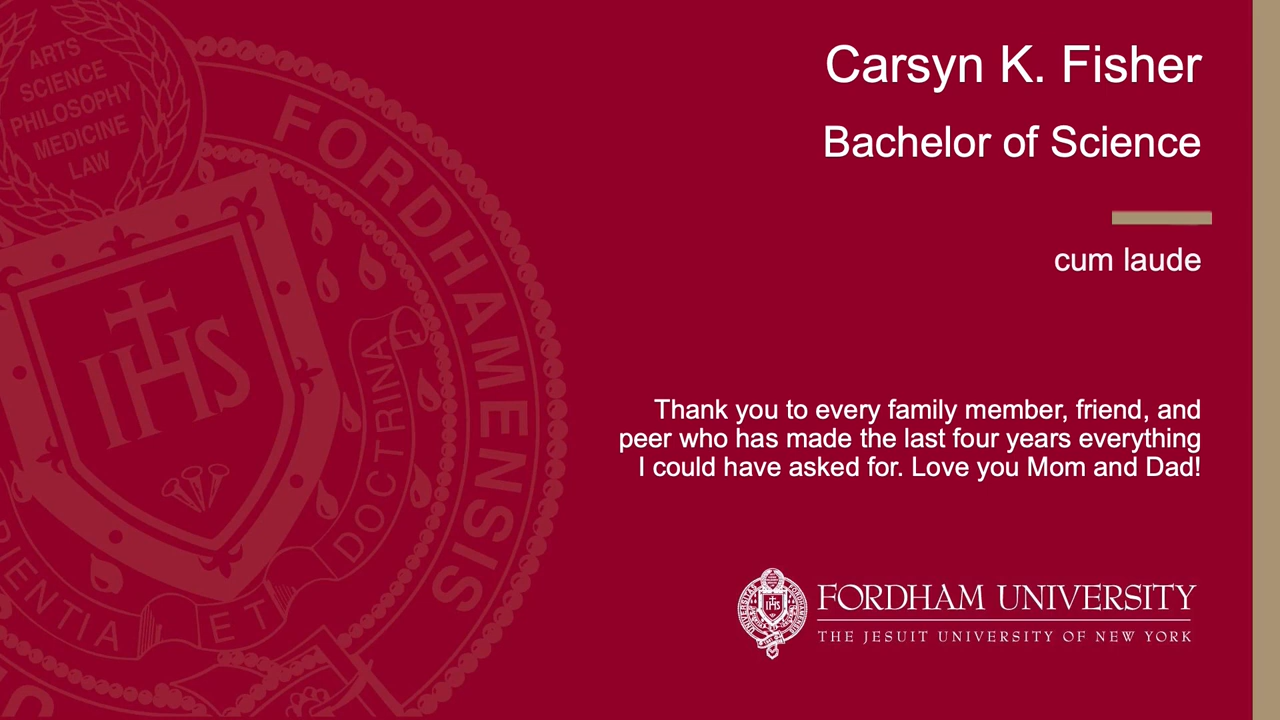 Carsyn K. Fisher
Bachelor of Science
cum laude
Thank you to every family member, friend, and
peer who has made the last four years everything
I could have asked for. Love you Mom and Dad!
FORDHAM UNIVERSITY
THE JESUIT UNIVERSITY OF NEW YORK
ARTS
SCIENCE
PHILOSOPHY
MEDICINE
LAW
FORDHAMENSIS
IHS
DOCTRINA
ET